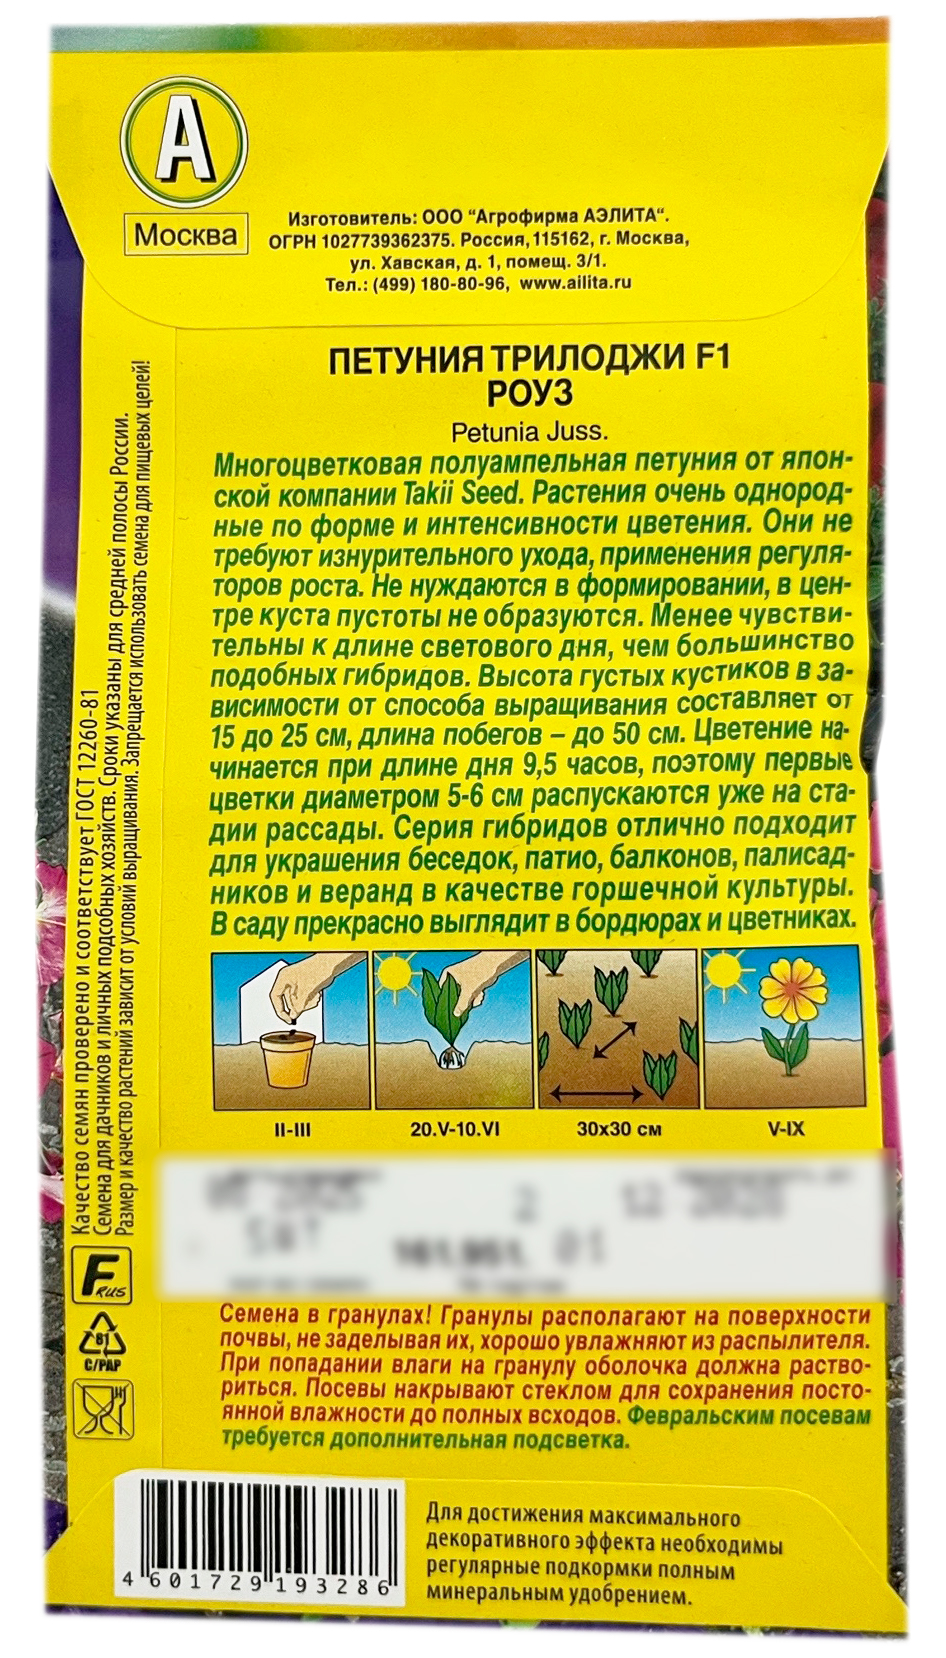 А
Москва
Изготовитель: ООО "Агрофирма АЭЛИТА".
ОГРН 1027739362375. Россия, 115162, г. Москва,
ул. Хавская, д. 1, помещ. 3/1.
Тел.: (499) 180-80-96, www.ailita.ru
ПЕТУНИЯ ТРИЛОДЖИ F1
РОУЗ
Petunia Juss.
Многоцветковая полуампельная петуния от япон-
ской компании Takii Seed. Растения очень однород-
ные по форме и интенсивности цветения. Они не
требуют изнурительного ухода, применения регуля-
торов роста. Не нуждаются в формировании, в цен-
тре куста пустоты не образуются. Менее чувстви-
тельны к длине светового дня, чем большинство
подобных гибридов. Высота густых кустиков в за-
висимости от способа выращивания составляет от
15 до 25 см, длина побегов – до 50 см. Цветение на-
чинается при длине дня 9,5 часов, поэтому первые
цветки диаметром 5-6 см распускаются уже на ста-
дии рассады. Серия гибридов отлично подходит
для украшения беседок, патио, балконов, палисад-
ников и веранд в качестве горшечной культуры.
В саду прекрасно выглядит в бордюрах и цветниках.
II-III
20.V-10.VI
30х30 см
V-IX
Качество семян проверено и соответствует ГОСТ 12260-81
Семена для дачников и личных подсобных хозяйств. Сроки указаны для средней полосы России.
Размер и качество растений зависит от условий выращивания. Запрещается использовать семена для пищевых целей!
F RUS
81
C/PAP
Семена в гранулах! Гранулы располагают на поверхности
почвы, не заделывая их, хорошо увлажняют из распылителя.
При попадании влаги на гранулу оболочка должна раство-
риться. Посевы накрывают стеклом для сохранения посто-
янной влажности до полных всходов. Февральским посевам
требуется дополнительная подсветка.
4 601729 193286
Для достижения максимального
декоративного эффекта необходимы
регулярные подкормки полным
минеральным удобрением.